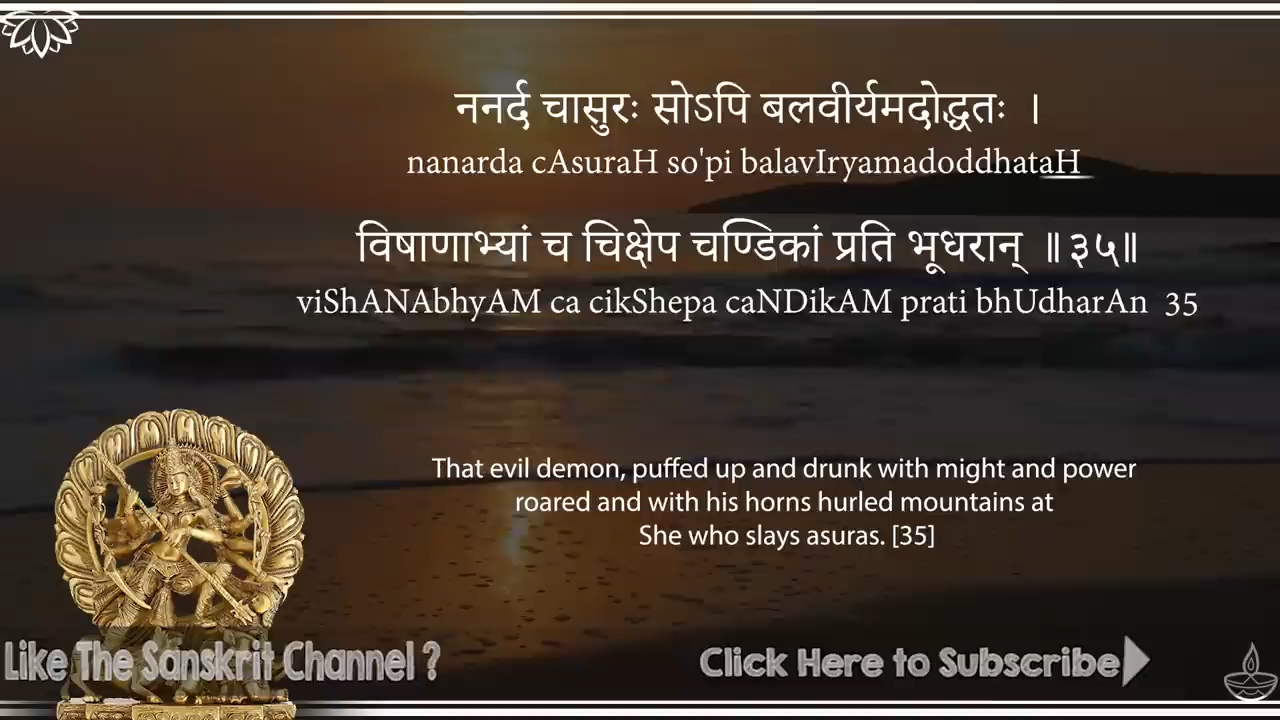 ननर्द चासुरः सोऽपि बलवीर्यमदोद्धतः ।
nanarda cAsuraH so'pi balavIryamadoddhataH
विषाणाभ्यां च चिक्षेप चण्डिकां प्रति भूधरान् ॥३५॥
viShANAbhyAM ca cikShepa caNDikAM prati bhUdharAn 35
That evil demon, puffed up and drunk with might and power
roared and with his horns hurled mountains at
She who slays asuras. [35]
Like The Sanskrit Channel ?
Click Here to Subscribe